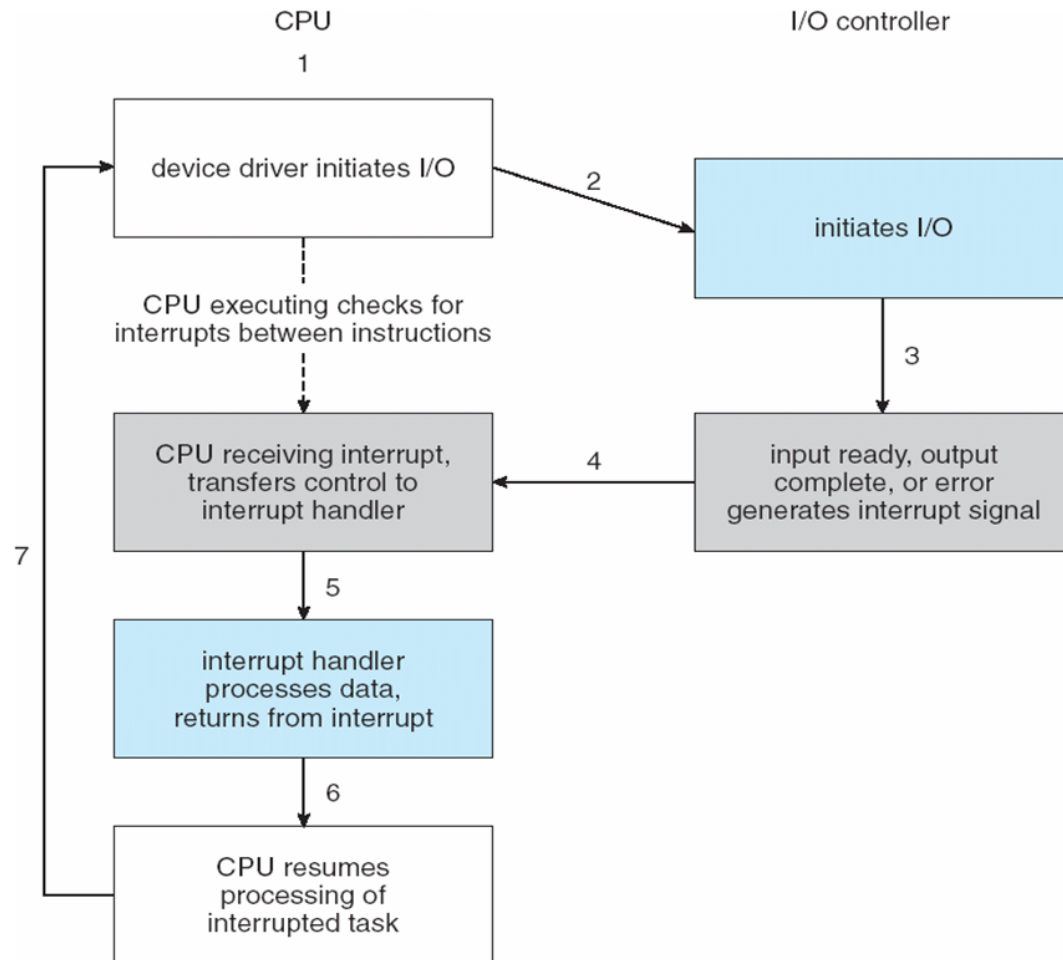 CPU
I/O controller
1
device driver initiates I/O
2
initiates I/O
CPU executing checks for
interrupts between instructions
3
CPU receiving interrupt,
transfers control to
interrupt handler
4
input ready, output
complete, or error
generates interrupt signal
7
5
interrupt handler
processes data,
returns from interrupt
6
CPU resumes
processing of
interrupted task